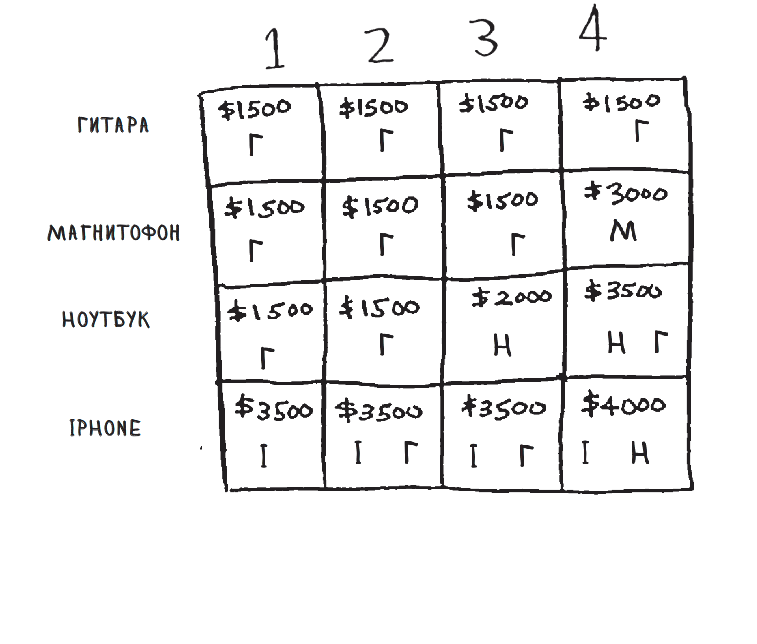 1 2 3 4
ГИТАРА $1500 $1500 $1500 $1500
Г Г Г Г
МАГНИТОФОН $1500 $1500 $1500 $3000
Г Г Г М
НОУТБУК $1500 $1500 $2000 $3500
Г Г Н Н Г
IPHONE $3500 $3500 $3500 $4000
I I Г I Г I Н